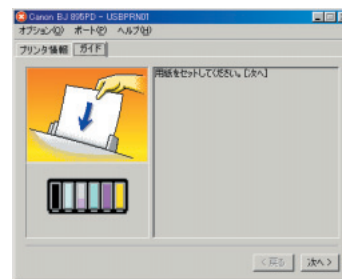 Canon BJ 895PD - USBPRN01
オプション(O) ポート(P) ヘルプ(H)
プリンタ情報 ガイド
用紙をセットしてください。[次へ]
< 戻る 次へ >